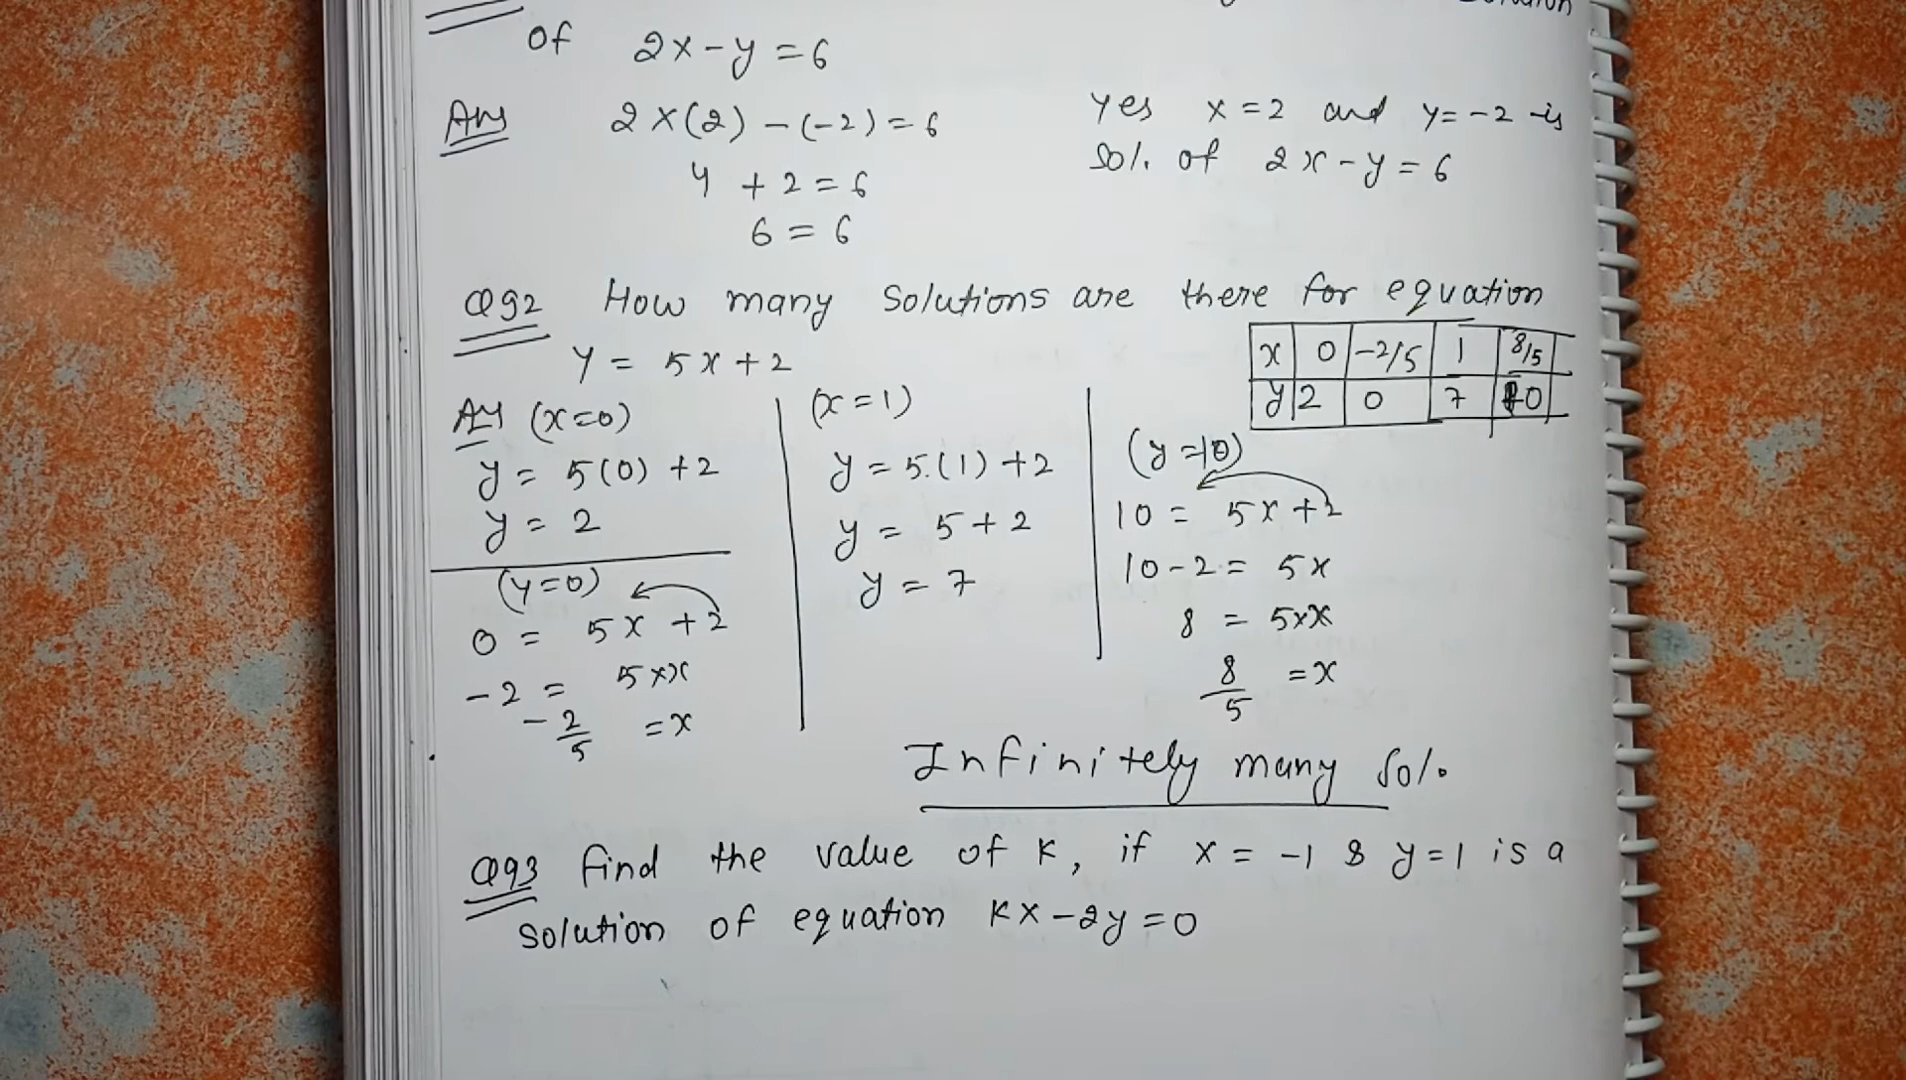 of 2x-y=6
Ans 2×(2)-(-2)=6
4+2=6
6=6
Yes x=2 and y=-2 is
Sol. of 2x-y=6
Q92 How many Solutions are there for equation
y=5x+2
x 0 -2/5 1 8/5
y 2 0 7 10
(x=0)
y=5(0)+2
y=2
(y=0)
0=5x+2
-2=5×x
-2/5=x
(x=1)
y=5.(1)+2
y=5+2
y=7
(y=10)
10=5x+2
10-2=5x
8=5×x
8/5=x
Infinitely many Sol.
Q93 find the value of K, if x=-1 & y=1 is a
Solution of equation Kx-2y=0